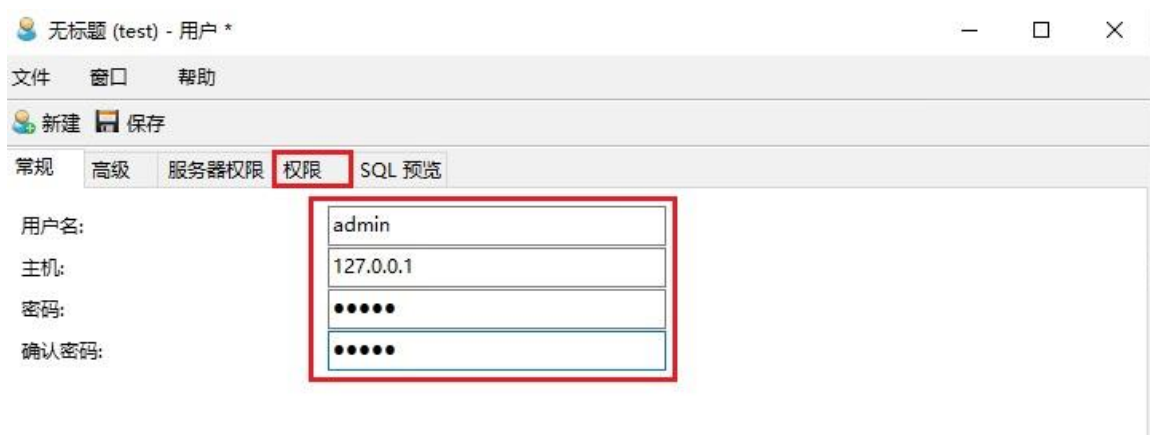 无标题 (test) - 用户 *
文件 窗口 帮助
新建 保存
常规 高级 服务器权限 权限 SQL 预览
用户名: admin
主机: 127.0.0.1
密码: ●●●●●
确认密码: ●●●●●